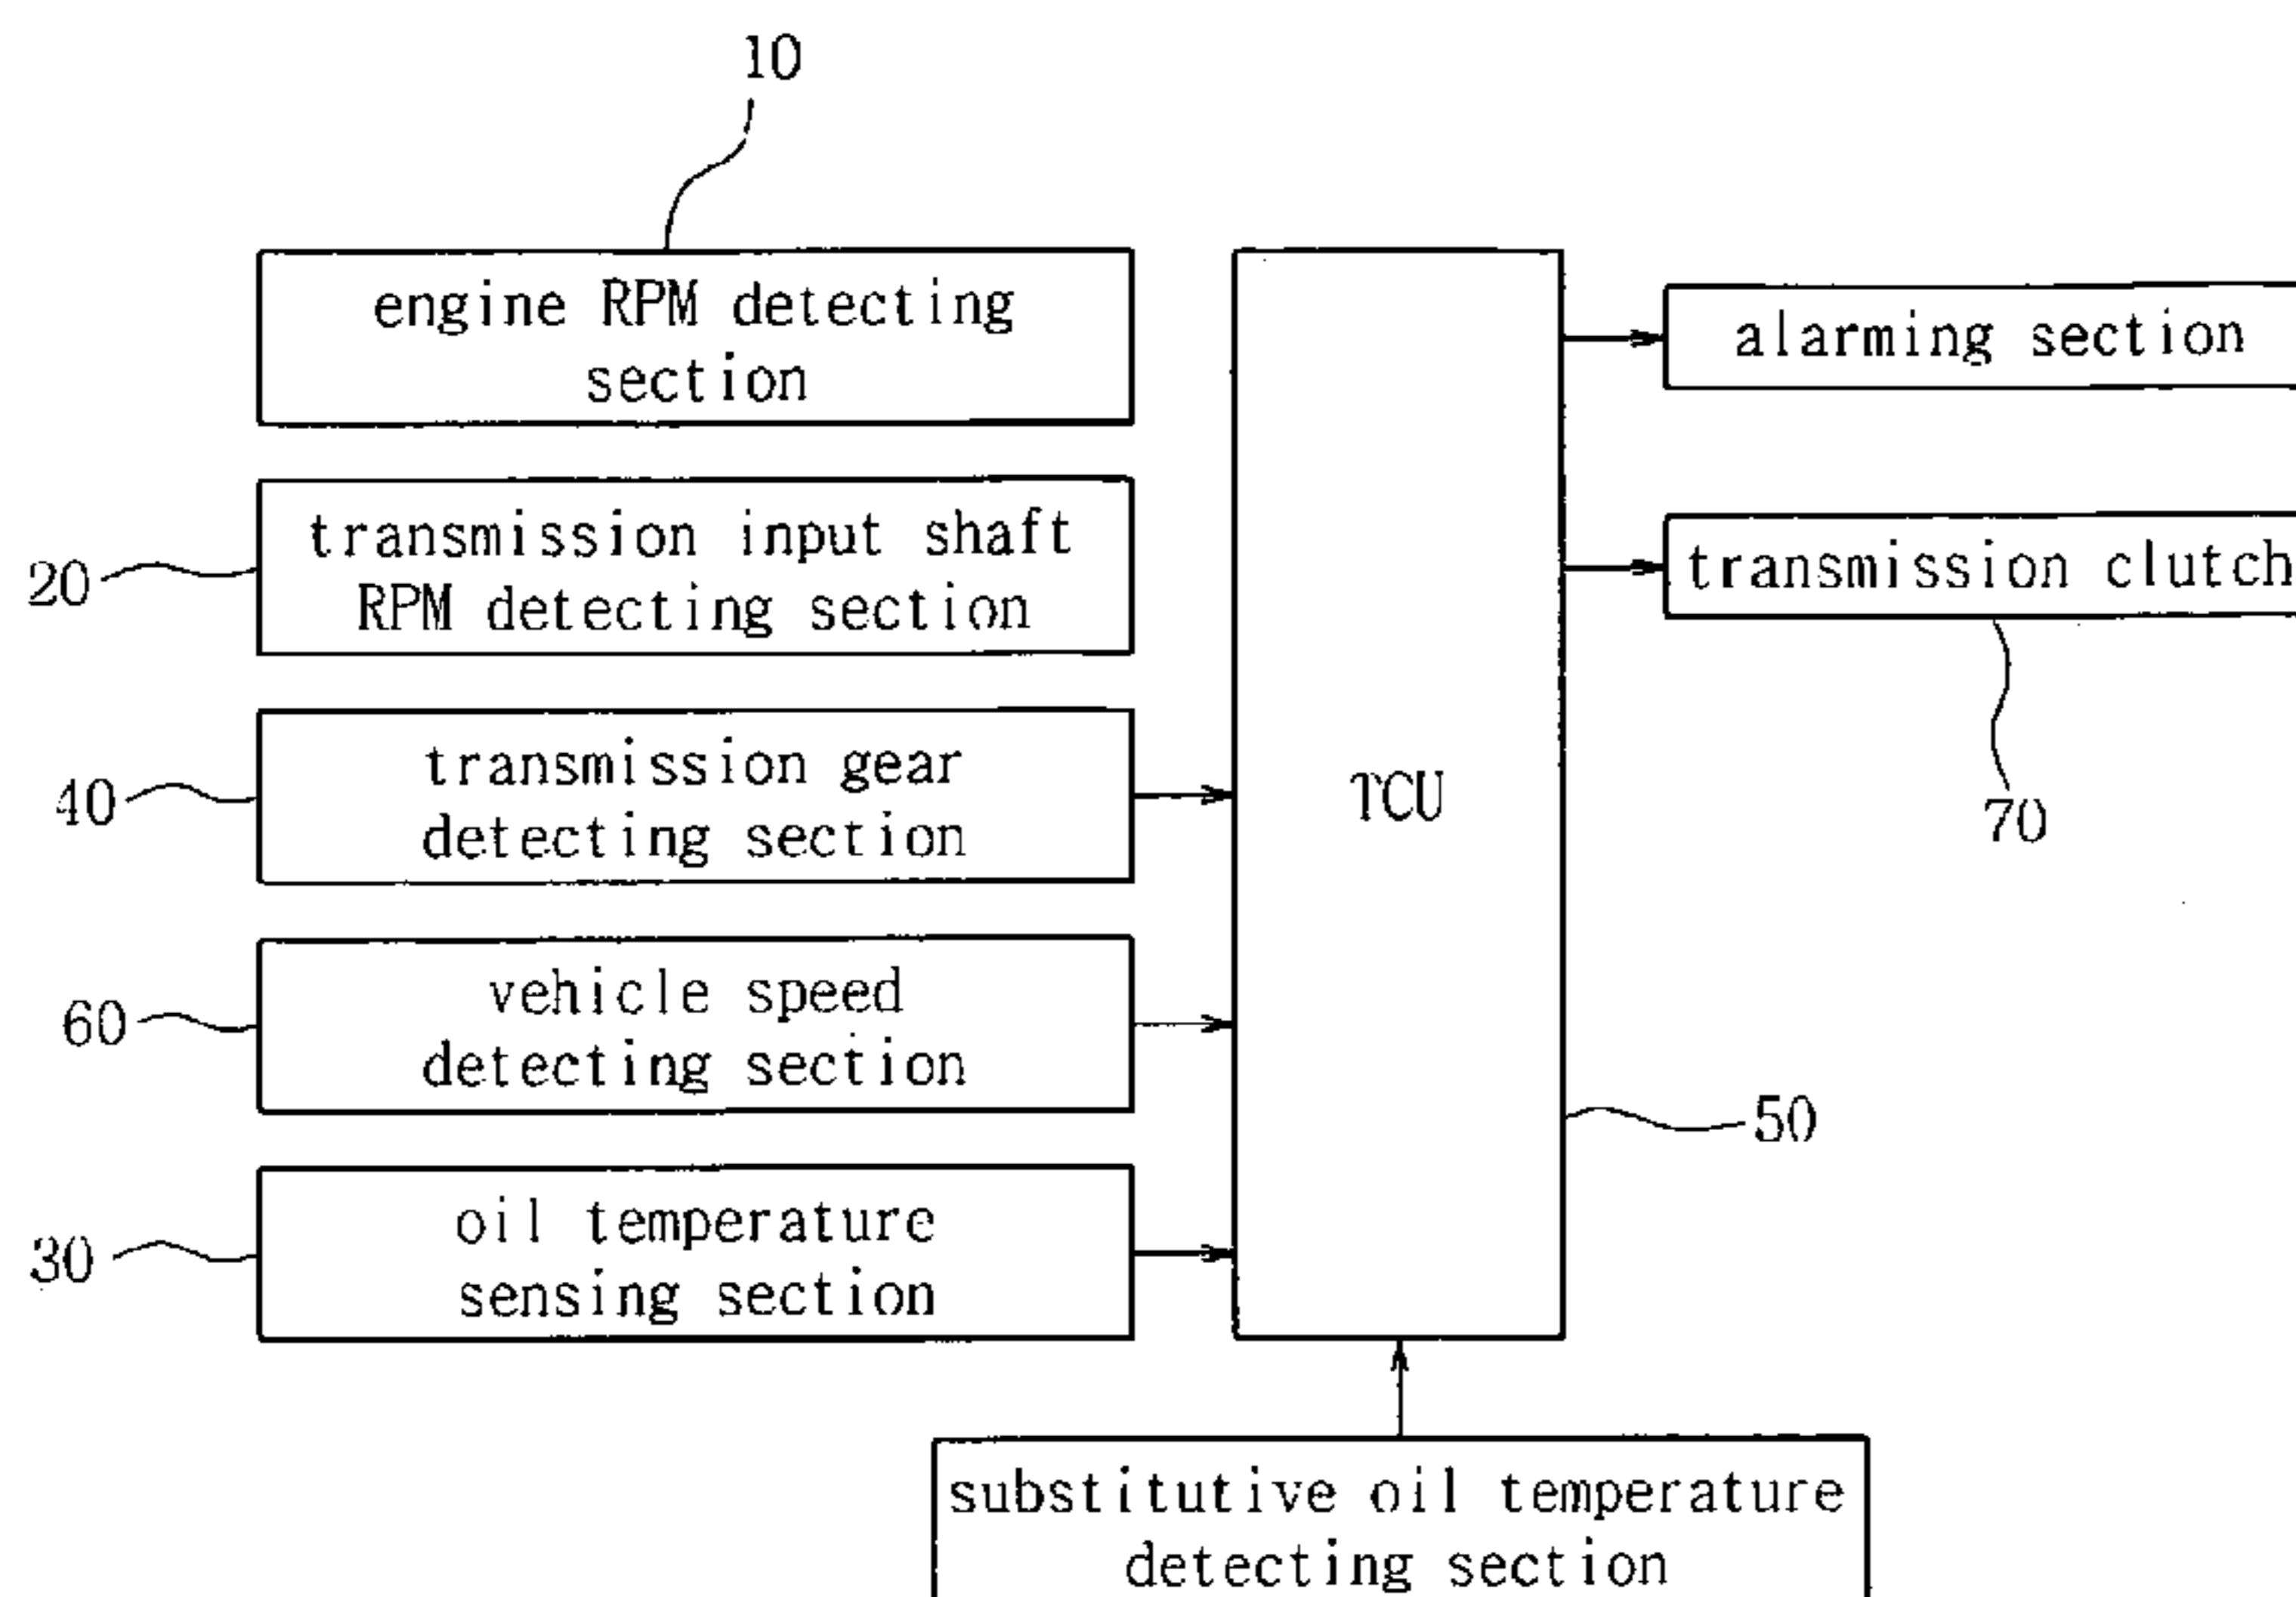 10
engine RPM detecting
section
alarming section
transmission input shaft
RPM detecting section
20
transmission clutch
transmission gear
detecting section
40
TCU
70
vehicle speed
detecting section
60
50
oil temperature
sensing section
30
substitutive oil temperature
detecting section